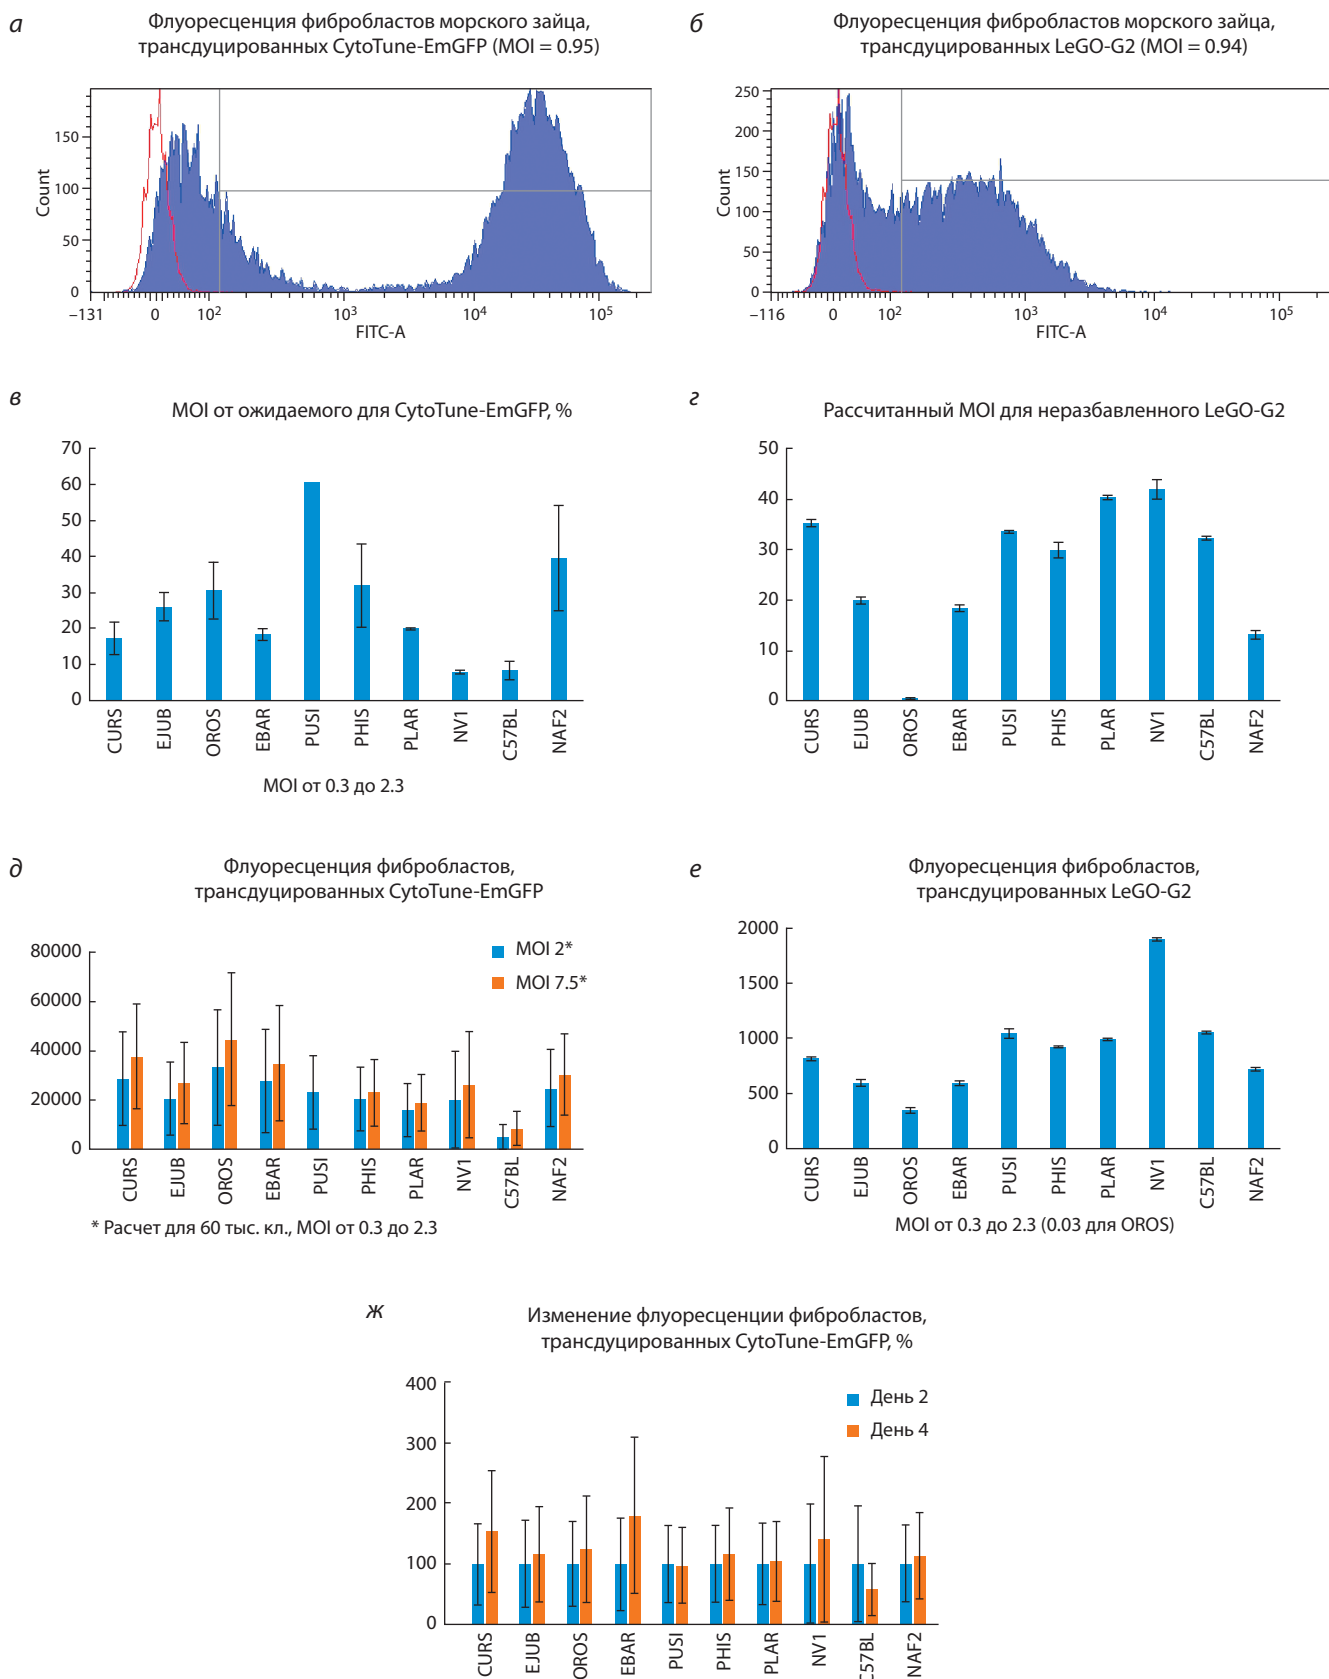 а
Флуоресценция фибробластов морского зайца,
трансдуцированных CytoTune-EmGFP (MOI = 0.95)
Count
150
100
50
0
−131
0
10²
10³
10⁴
10⁵
FITC-A
б
Флуоресценция фибробластов морского зайца,
трансдуцированных LeGO-G2 (MOI = 0.94)
Count
250
200
150
100
50
0
−116
0
10²
10³
10⁴
10⁵
FITC-A
в
MOI от ожидаемого для CytoTune-EmGFP, %
70
60
50
40
30
20
10
0
CURS
EJUB
OROS
EBAR
PUSI
PHIS
PLAR
NV1
C57BL
NAF2
MOI от 0.3 до 2.3
г
Рассчитанный MOI для неразбавленного LeGO-G2
50
40
30
20
10
0
CURS
EJUB
OROS
EBAR
PUSI
PHIS
PLAR
NV1
C57BL
NAF2
д
Флуоресценция фибробластов,
трансдуцированных CytoTune-EmGFP
MOI 2*
MOI 7.5*
80000
60000
40000
20000
0
CURS
EJUB
OROS
EBAR
PUSI
PHIS
PLAR
NV1
C57BL
NAF2
* Расчет для 60 тыс. кл., MOI от 0.3 до 2.3
е
Флуоресценция фибробластов,
трансдуцированных LeGO-G2
2000
1500
1000
500
0
CURS
EJUB
OROS
EBAR
PUSI
PHIS
PLAR
NV1
C57BL
NAF2
MOI от 0.3 до 2.3 (0.03 для OROS)
ж
Изменение флуоресценции фибробластов,
трансдуцированных CytoTune-EmGFP, %
День 2
День 4
400
300
200
100
0
CURS
EJUB
OROS
EBAR
PUSI
PHIS
PLAR
NV1
C57BL
NAF2